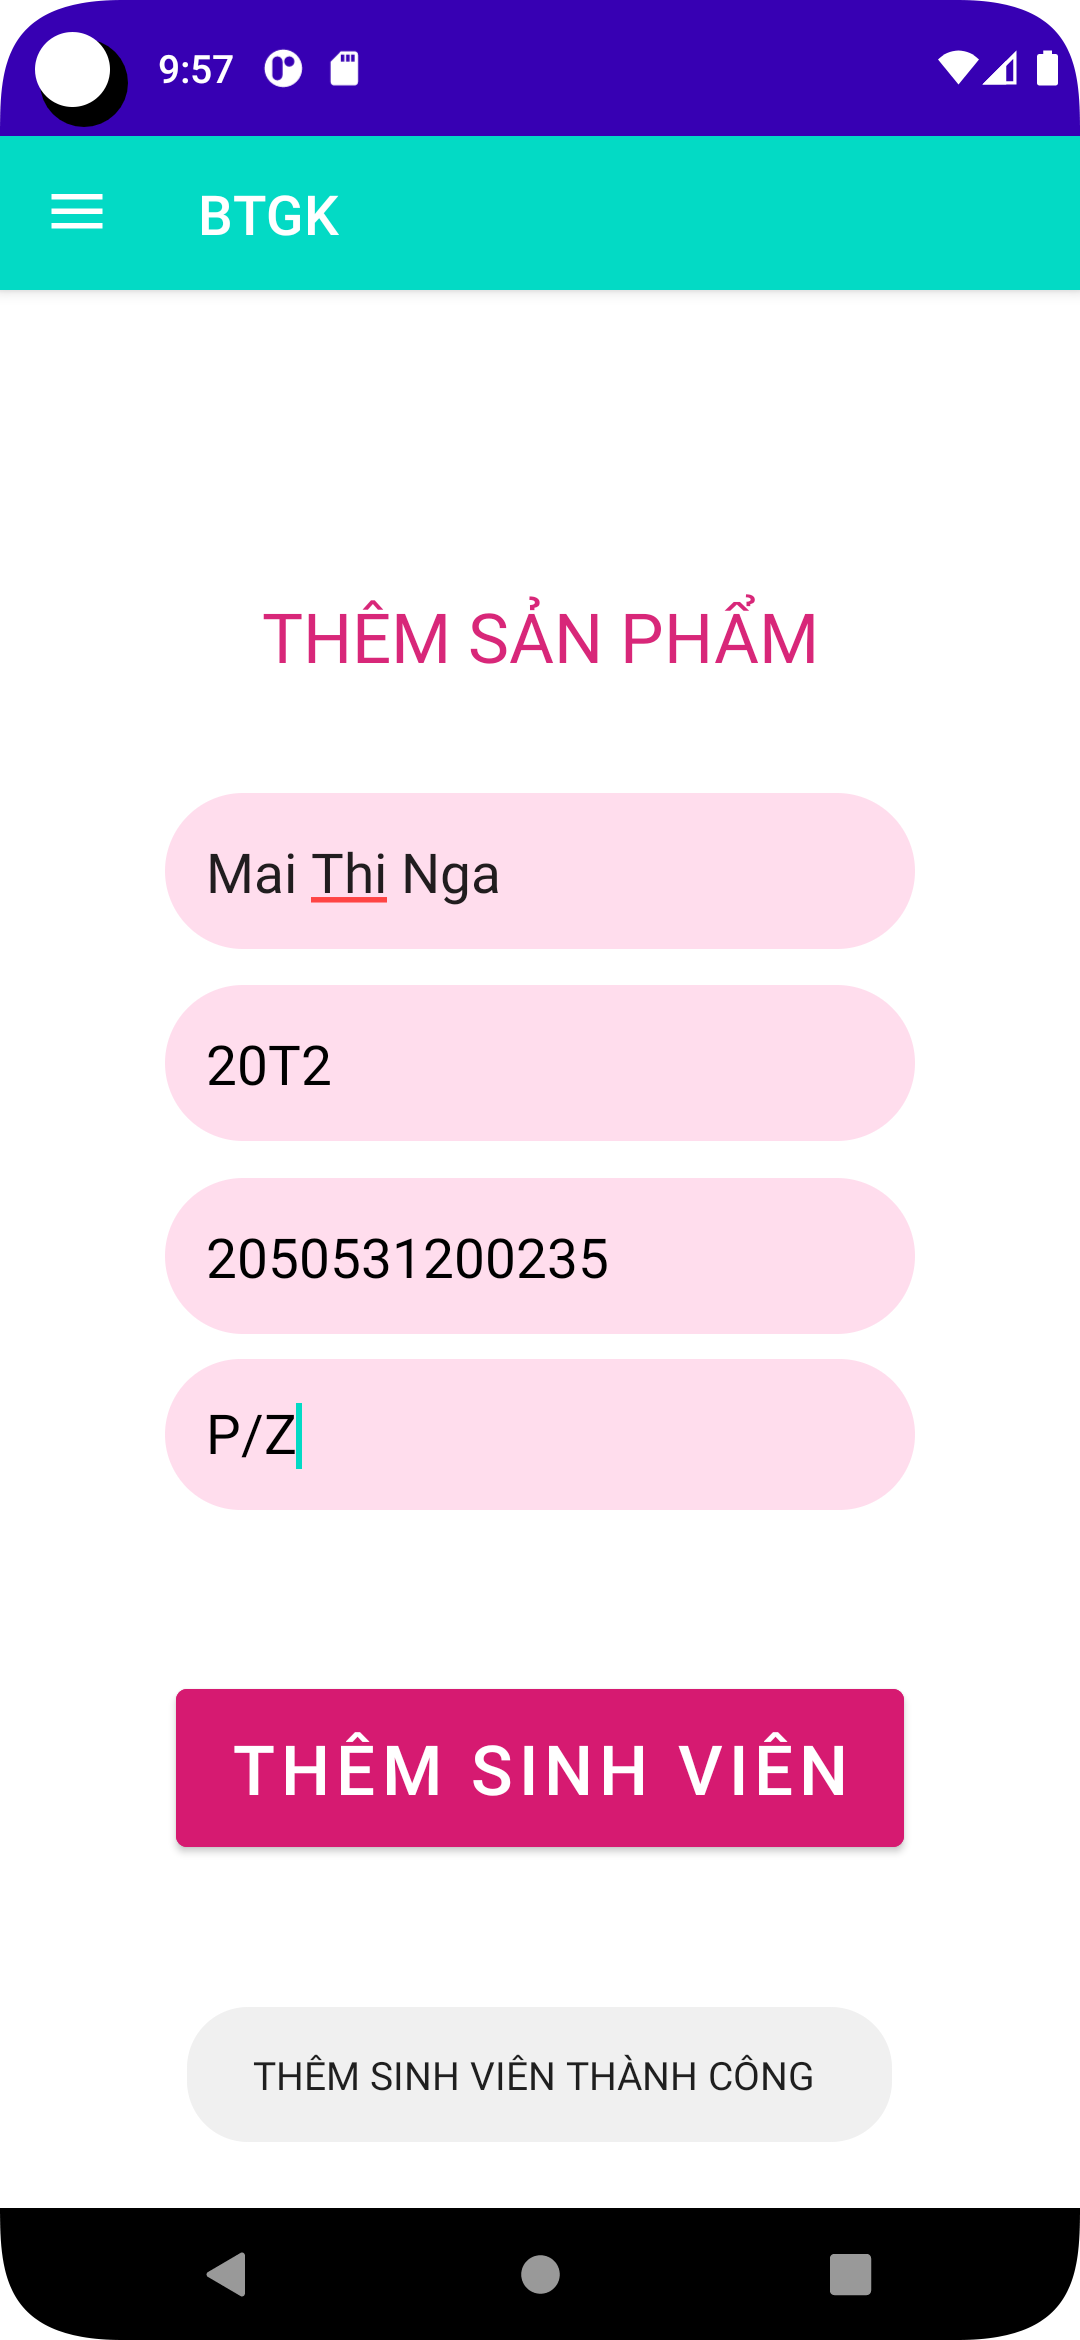 9:57
BTGK
THÊM SẢN PHẨM
Mai Thi Nga
20T2
2050531200235
P/Z
THÊM SINH VIÊN
THÊM SINH VIÊN THÀNH CÔNG